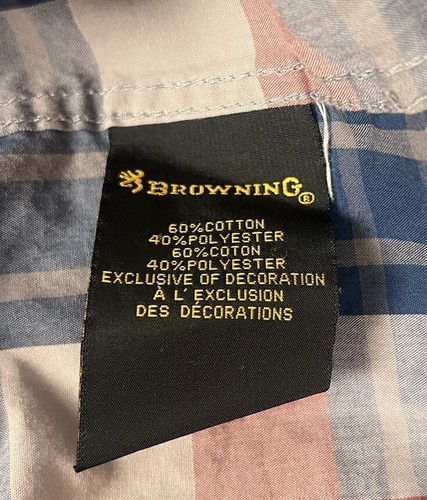 BROWNING®
60%COTTON
40%POLYESTER
60%COTON
40%POLYESTER
EXCLUSIVE OF DECORATION
À L'EXCLUSION
DES DÉCORATIONS